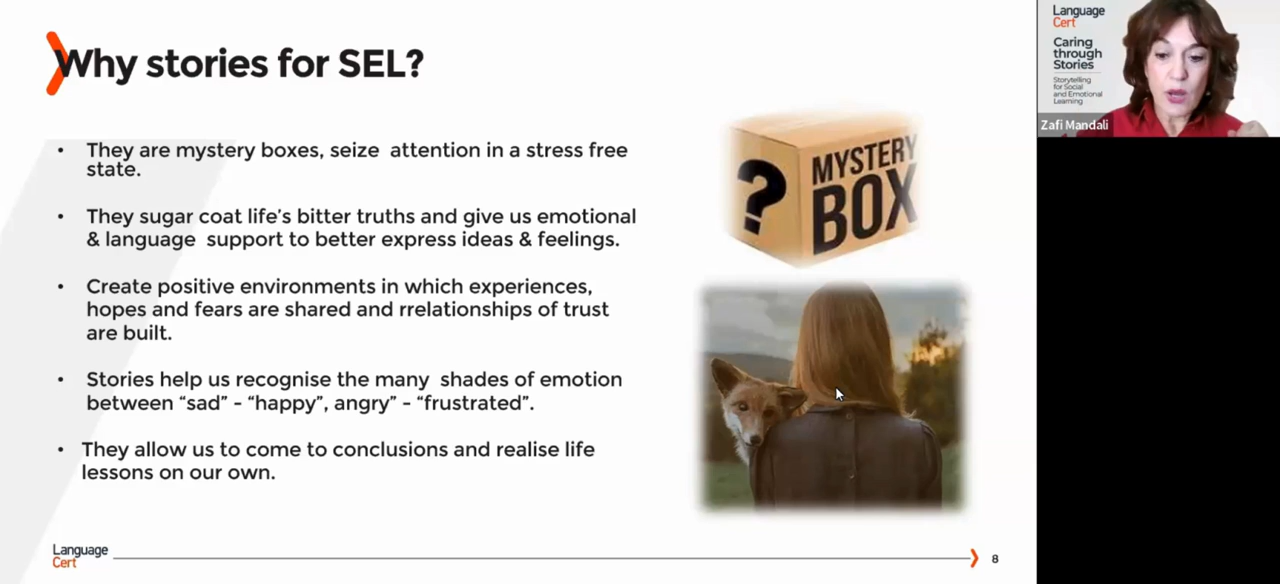 Why stories for SEL?
• They are mystery boxes, seize attention in a stress free
state.
• They sugar coat life's bitter truths and give us emotional
& language support to better express ideas & feelings.
• Create positive environments in which experiences,
hopes and fears are shared and rrelationships of trust
are built.
• Stories help us recognise the many shades of emotion
between “sad” - “happy”, angry” - “frustrated”.
• They allow us to come to conclusions and realise life
lessons on our own.
?
MYSTERY
BOX
Language
Cert
8
Language
Cert
Caring
through
Stories
Storytelling
for Social
and Emotional
Learning
Zafi Mandali